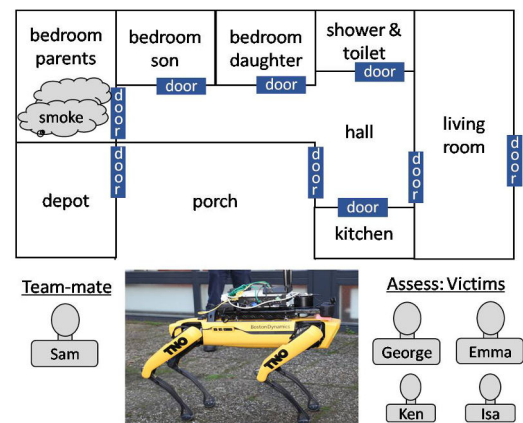 bedroom
parents
bedroom
son
bedroom
daughter
shower &
toilet
door
door
door
smoke
door
hall
living
room
door
door
door
door
depot
porch
door
kitchen
Team-mate
Sam
BostonDynamics
TNO
TNO
Assess: Victims
George
Emma
Ken
Isa